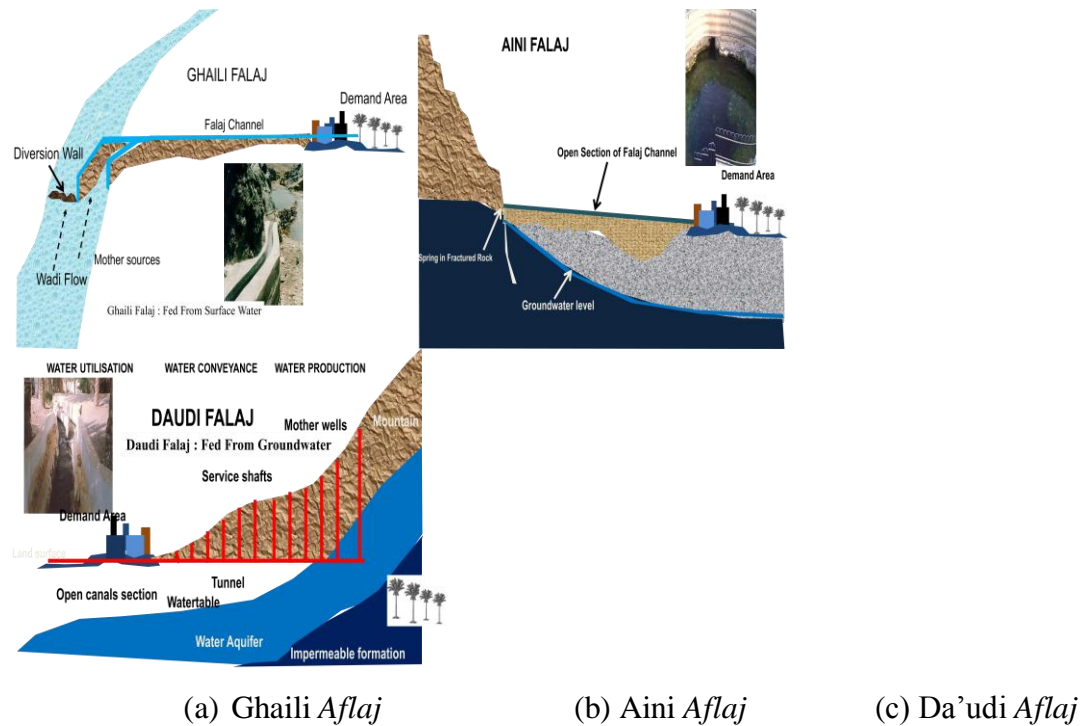 GHAILI FALAJ
Demand Area
Falaj Channel
Diversion Wall
Mother sources
Wadi Flow
Ghaili Falaj : Fed From Surface Water
AINI FALAJ
Open Section of Falaj Channel
Demand Area
Spring in Fractured Rock
Groundwater level
WATER UTILISATION WATER CONVEYANCE WATER PRODUCTION
DAUDI FALAJ
Mother wells
Mountain
Daudi Falaj : Fed From Groundwater
Service shafts
Demand Area
Land surface
Tunnel
Open canals section
Watertable
Water Aquifer
Impermeable formation
(a) Ghaili Aflaj (b) Aini Aflaj (c) Da’udi Aflaj